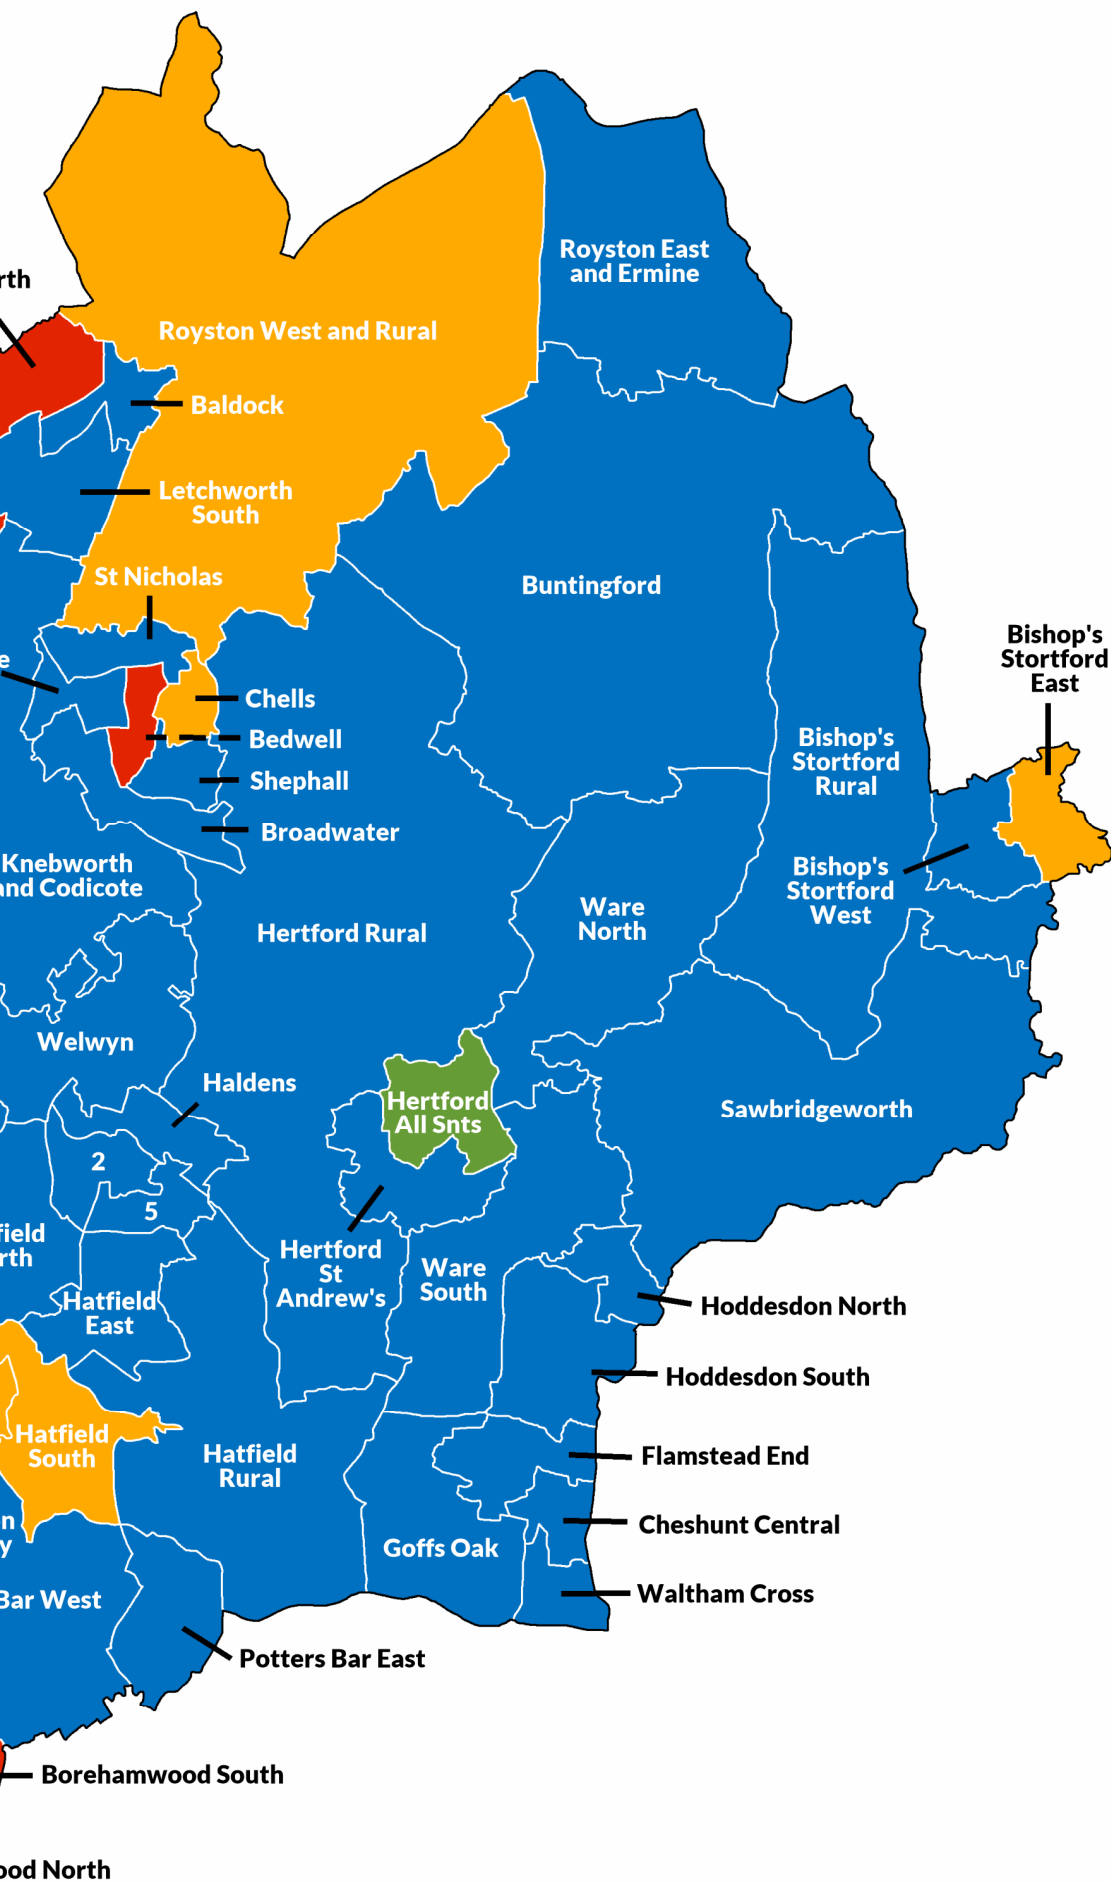 Royston East
and Ermine
rth
Royston West and Rural
Baldock
Letchworth
South
St Nicholas
Buntingford
Bishop's
Stortford
East
e
Chells
Bedwell
Shephall
Broadwater
Bishop's
Stortford
Rural
Knebworth
and Codicote
Bishop's
Stortford
West
Ware
North
Hertford Rural
Welwyn
Haldens
Hertford
All Snts
Sawbridgeworth
2
5
field
rth
Hertford
St
Andrew's
Ware
South
Hatfield
East
Hoddesdon North
Hoddesdon South
Hatfield
South
Hatfield
Rural
Flamstead End
n
y
Cheshunt Central
Goffs Oak
Bar West
Waltham Cross
Potters Bar East
Borehamwood South
ood North